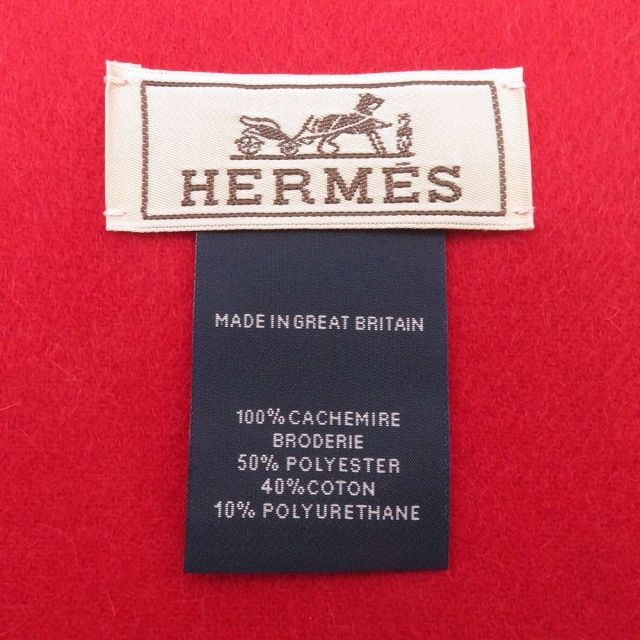 HERMÈS
MADE IN GREAT BRITAIN
100% CACHEMIRE
BRODERIE
50% POLYESTER
40% COTON
10% POLYURETHANE